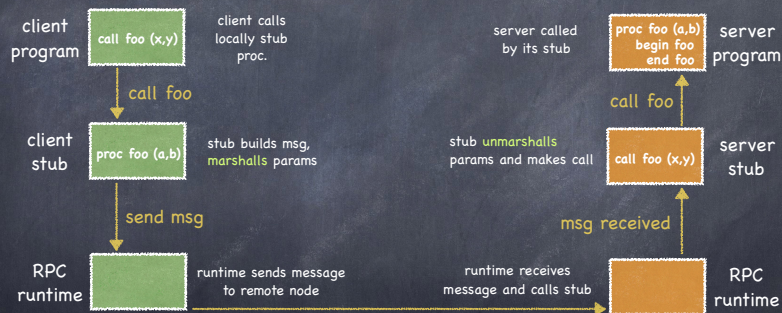 client
program
call foo (x,y)
client calls
locally stub
proc.
call foo
client
stub
proc foo (a,b)
stub builds msg,
marshalls params
send msg
RPC
runtime
runtime sends message
to remote node
server called
by its stub
proc foo (a,b)
begin foo
end foo
server
program
call foo
stub unmarshalls
params and makes call
call foo (x,y)
server
stub
msg received
runtime receives
message and calls stub
RPC
runtime